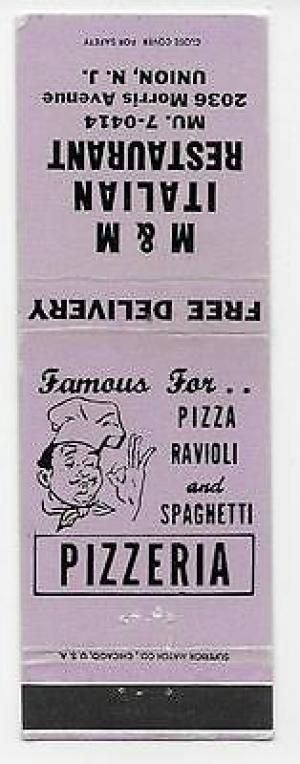 FREE DELIVERY
M & M
ITALIAN
RESTAURANT
MU. 7-0414
2036 Morris Avenue
UNION, N. J.
CLOSE COVER FOR SAFETY
Famous For . .
PIZZA
RAVIOLI
and
SPAGHETTI
PIZZERIA
SUPERIOR MATCH CO., CHICAGO, U. S. A.